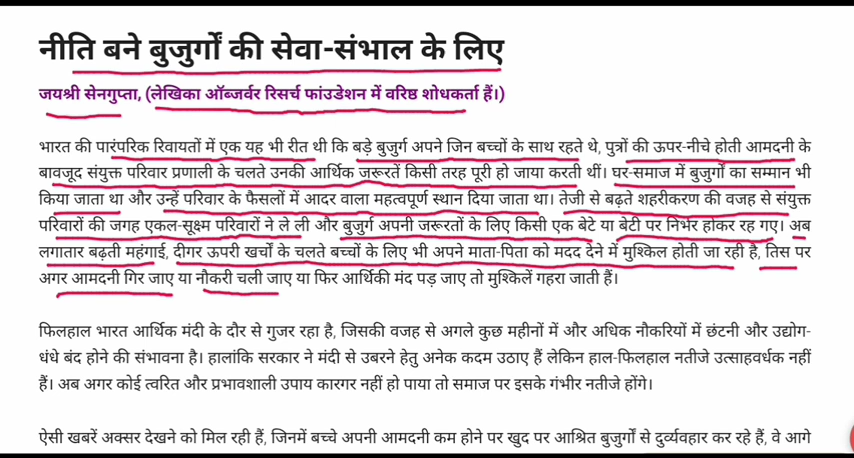 नीति बने बुजुर्गों की सेवा-संभाल के लिए
जयश्री सेनगुप्ता, (लेखिका ऑब्जर्वर रिसर्च फांउडेशन में वरिष्ठ शोधकर्ता हैं।)
भारत की पारंपरिक रिवायतों में एक यह भी रीत थी कि बड़े बुजुर्ग अपने जिन बच्चों के साथ रहते थे, पुत्रों की ऊपर-नीचे होती आमदनी के
बावजूद संयुक्त परिवार प्रणाली के चलते उनकी आर्थिक जरूरतें किसी तरह पूरी हो जाया करती थीं। घर-समाज में बुजुर्गों का सम्मान भी
किया जाता था और उन्हें परिवार के फैसलों में आदर वाला महत्वपूर्ण स्थान दिया जाता था। तेजी से बढ़ते शहरीकरण की वजह से संयुक्त
परिवारों की जगह एकल-सूक्ष्म परिवारों ने ले ली और बुजुर्ग अपनी जरूरतों के लिए किसी एक बेटे या बेटी पर निर्भर होकर रह गए। अब
लगातार बढ़ती महंगाई, दीगर ऊपरी खर्चों के चलते बच्चों के लिए भी अपने माता-पिता को मदद देने में मुश्किल होती जा रही है, तिस पर
अगर आमदनी गिर जाए या नौकरी चली जाए या फिर आर्थिकी मंद पड़ जाए तो मुश्किलें गहरा जाती हैं।
फिलहाल भारत आर्थिक मंदी के दौर से गुजर रहा है, जिसकी वजह से अगले कुछ महीनों में और अधिक नौकरियों में छंटनी और उद्योग-
धंधे बंद होने की संभावना है। हालांकि सरकार ने मंदी से उबरने हेतु अनेक कदम उठाए हैं लेकिन हाल-फिलहाल नतीजे उत्साहवर्धक नहीं
हैं। अब अगर कोई त्वरित और प्रभावशाली उपाय कारगर नहीं हो पाया तो समाज पर इसके गंभीर नतीजे होंगे।
ऐसी खबरें अक्सर देखने को मिल रही हैं, जिनमें बच्चे अपनी आमदनी कम होने पर खुद पर आश्रित बुजुर्गों से दुर्व्यवहार कर रहे हैं, वे आगे